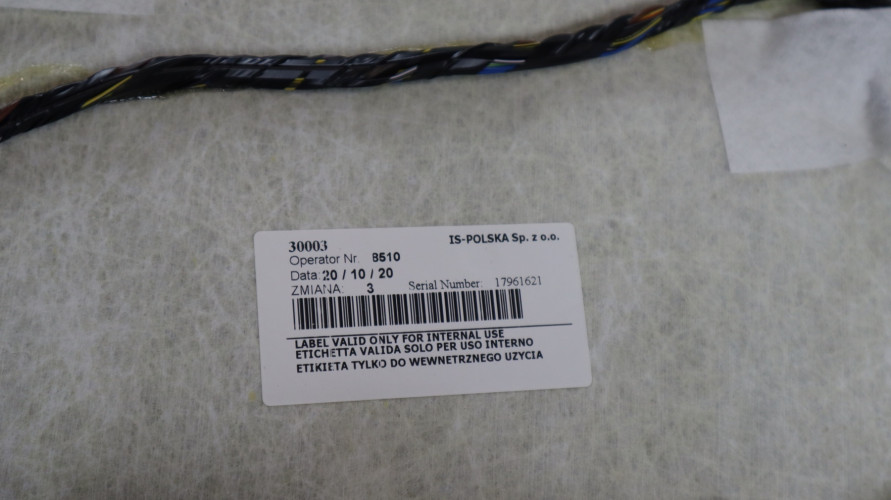 30003 IS-POLSKA Sp. z o.o.
Operator Nr. 8510
Data: 20 / 10 / 20
ZMIANA: 3 Serial Number: 17961621
LABEL VALID ONLY FOR INTERNAL USE
ETICHETTA VALIDA SOLO PER USO INTERNO
ETIKIETA TYLKO DO WEWNETRZNEGO UZYCIA